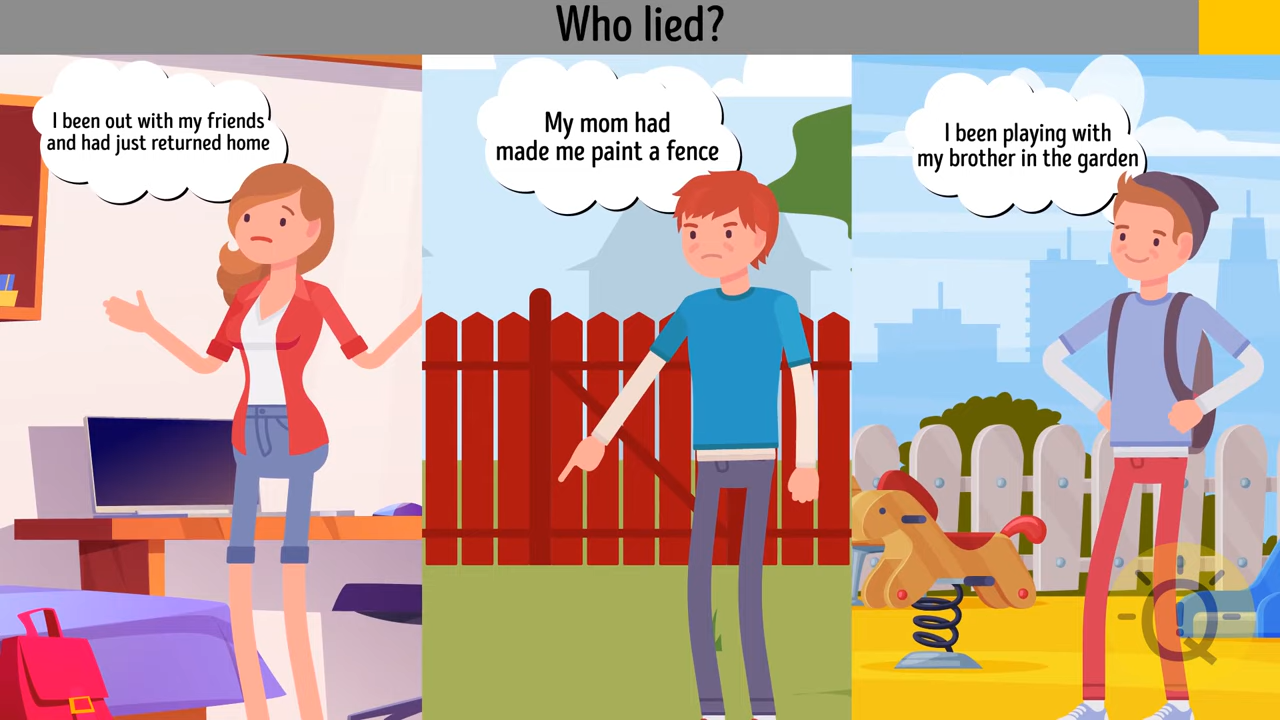 Who lied?
I been out with my friends
and had just returned home
My mom had
made me paint a fence
I been playing with
my brother in the garden